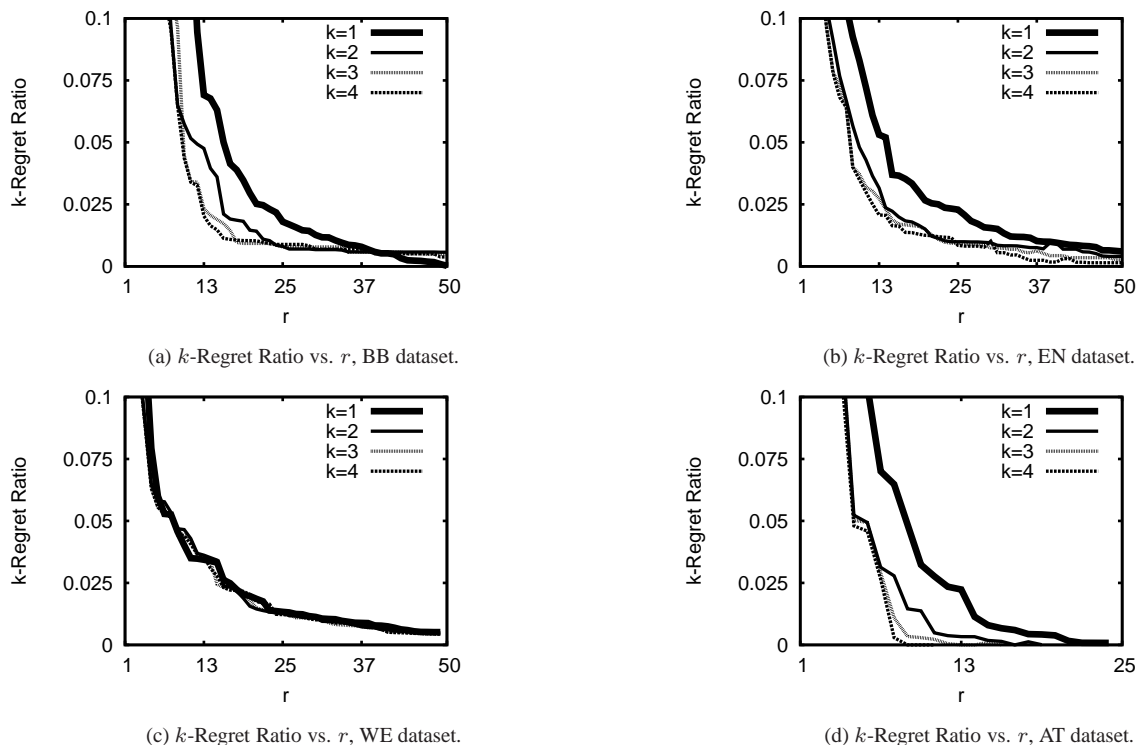 0.1
0.075
0.05
0.025
0
1 13 25 37 50
k-Regret Ratio
r
k=1
k=2
k=3
k=4
(a) k-Regret Ratio vs. r, BB dataset.
0.1
0.075
0.05
0.025
0
1 13 25 37 50
k-Regret Ratio
r
k=1
k=2
k=3
k=4
(b) k-Regret Ratio vs. r, EN dataset.
0.1
0.075
0.05
0.025
0
1 13 25 37 50
k-Regret Ratio
r
k=1
k=2
k=3
k=4
(c) k-Regret Ratio vs. r, WE dataset.
0.1
0.075
0.05
0.025
0
1 13 25
k-Regret Ratio
r
k=1
k=2
k=3
k=4
(d) k-Regret Ratio vs. r, AT dataset.